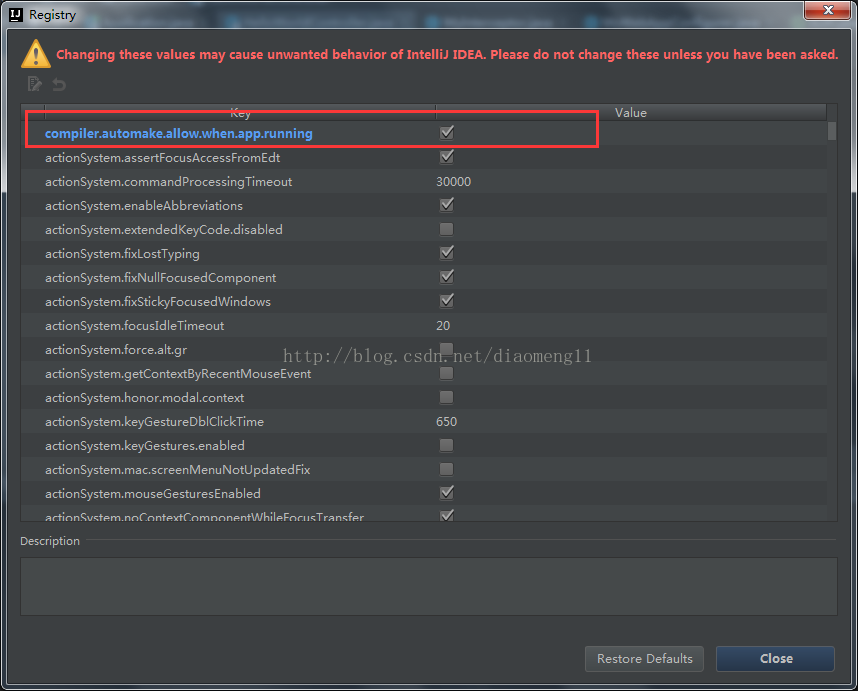 IJ Registry
Changing these values may cause unwanted behavior of IntelliJ IDEA. Please do not change these unless you have been asked.
Key Value
compiler.automake.allow.when.app.running
actionSystem.assertFocusAccessFromEdt
actionSystem.commandProcessingTimeout 30000
actionSystem.enableAbbreviations
actionSystem.extendedKeyCode.disabled
actionSystem.fixLostTyping
actionSystem.fixNullFocusedComponent
actionSystem.fixStickyFocusedWindows
actionSystem.focusIdleTimeout 20
actionSystem.force.alt.gr
http://blog.csdn.net/diaomeng11
actionSystem.getContextByRecentMouseEvent
actionSystem.honor.modal.context
actionSystem.keyGestureDblClickTime 650
actionSystem.keyGestures.enabled
actionSystem.mac.screenMenuNotUpdatedFix
actionSystem.mouseGesturesEnabled
actionSystem.noContextComponentWhileFocusTransfer
Description
Restore Defaults Close